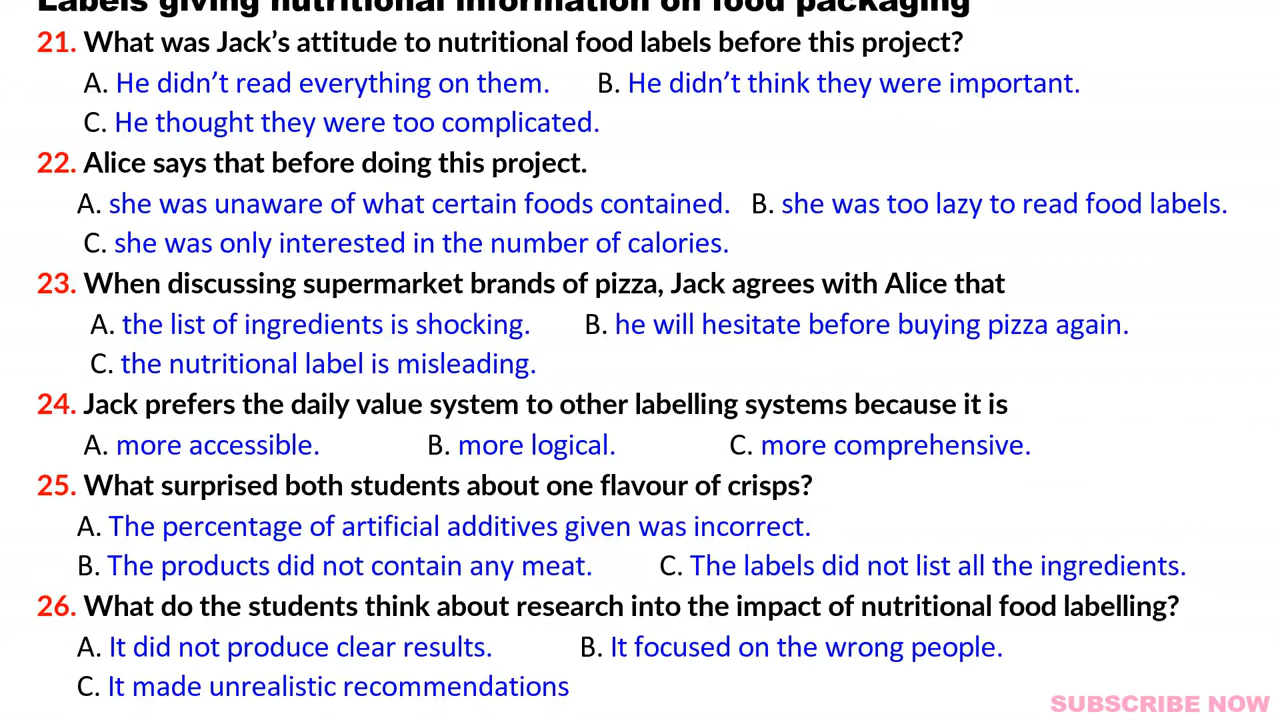 Labels giving nutritional information on food packaging
21. What was Jack’s attitude to nutritional food labels before this project?
A. He didn’t read everything on them. B. He didn’t think they were important.
C. He thought they were too complicated.
22. Alice says that before doing this project.
A. she was unaware of what certain foods contained. B. she was too lazy to read food labels.
C. she was only interested in the number of calories.
23. When discussing supermarket brands of pizza, Jack agrees with Alice that
A. the list of ingredients is shocking. B. he will hesitate before buying pizza again.
C. the nutritional label is misleading.
24. Jack prefers the daily value system to other labelling systems because it is
A. more accessible. B. more logical. C. more comprehensive.
25. What surprised both students about one flavour of crisps?
A. The percentage of artificial additives given was incorrect.
B. The products did not contain any meat. C. The labels did not list all the ingredients.
26. What do the students think about research into the impact of nutritional food labelling?
A. It did not produce clear results. B. It focused on the wrong people.
C. It made unrealistic recommendations
SUBSCRIBE NOW